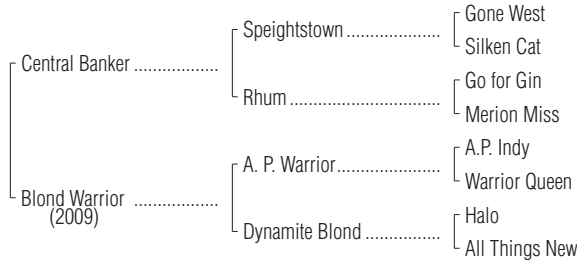 Gone West
Speightstown ....................
Silken Cat
Central Banker ..................
Go for Gin
Rhum ................................
Merion Miss
A.P. Indy
A. P. Warrior......................
Warrior Queen
Blond Warrior ..................
(2009)
Halo
Dynamite Blond ................
All Things New